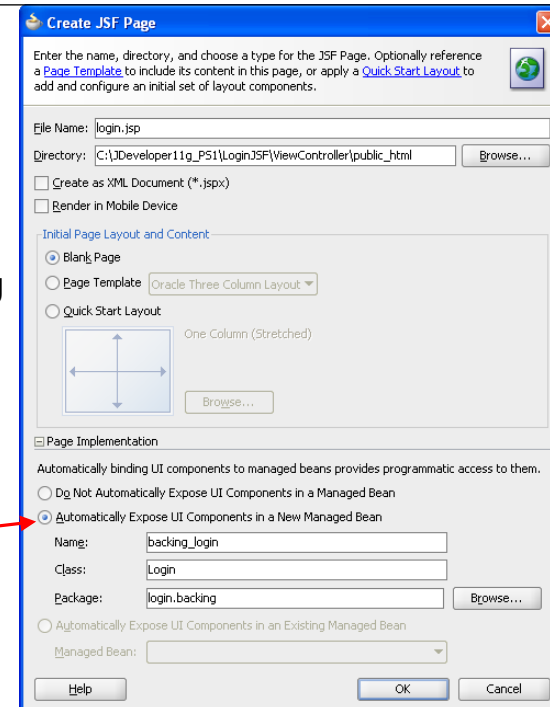 Create JSF Page
Enter the name, directory, and choose a type for the JSF Page. Optionally reference
a Page Template to include its content in this page, or apply a Quick Start Layout to
add and configure an initial set of layout components.
File Name: login.jsp
Directory: C:\JDeveloper11g_PS1\LoginJSF\ViewController\public_html Browse...
Create as XML Document (*.jspx)
Render in Mobile Device
Initial Page Layout and Content
Blank Page
Page Template Oracle Three Column Layout
Quick Start Layout
One Column (Stretched)
Browse...
Page Implementation
Automatically binding UI components to managed beans provides programmatic access to them.
Do Not Automatically Expose UI Components in a Managed Bean
Automatically Expose UI Components in a New Managed Bean
Name: backing_login
Class: Login
Package: login.backing Browse...
Automatically Expose UI Components in an Existing Managed Bean
Managed Bean:
Help OK Cancel